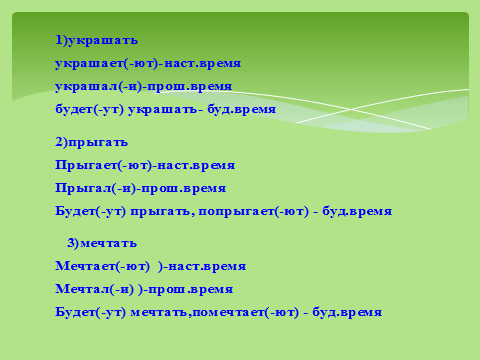 1)украшать
украшает(-ют)-наст.время
украшал(-и)-прош.время
будет(-ут) украшать- буд.время
2)прыгать
Прыгает(-ют)-наст.время
Прыгал(-и)-прош.время
Будет(-ут) прыгать, попрыгает(-ют) - буд.время
3)мечтать
Мечтает(-ют) )-наст.время
Мечтал(-и) )-прош.время
Будет(-ут) мечтать,помечтает(-ют) - буд.время